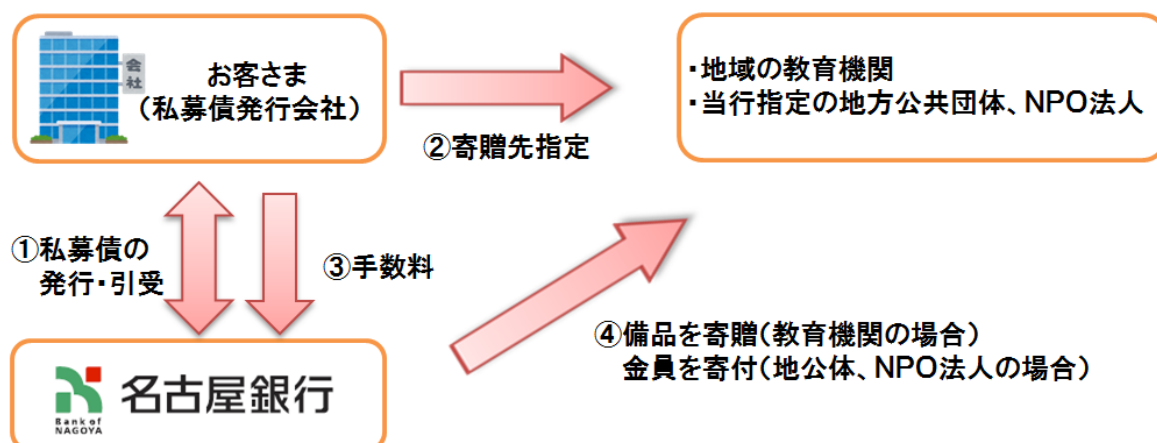 会
社
お客さま
（私募債発行会社）
・地域の教育機関
・当行指定の地方公共団体、NPO法人
②寄贈先指定
①私募債の
発行・引受
③手数料
④備品を寄贈（教育機関の場合）
金員を寄付（地公体、NPO法人の場合）
名古屋銀行
Bank of
NAGOYA